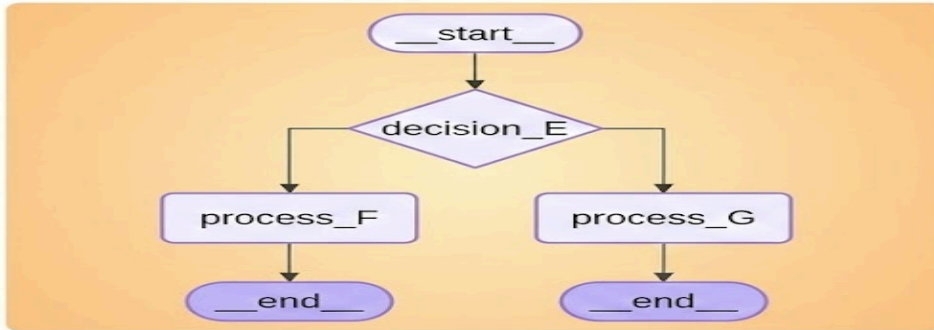 __start__
decision_E
process_F
process_G
__end__
__end__